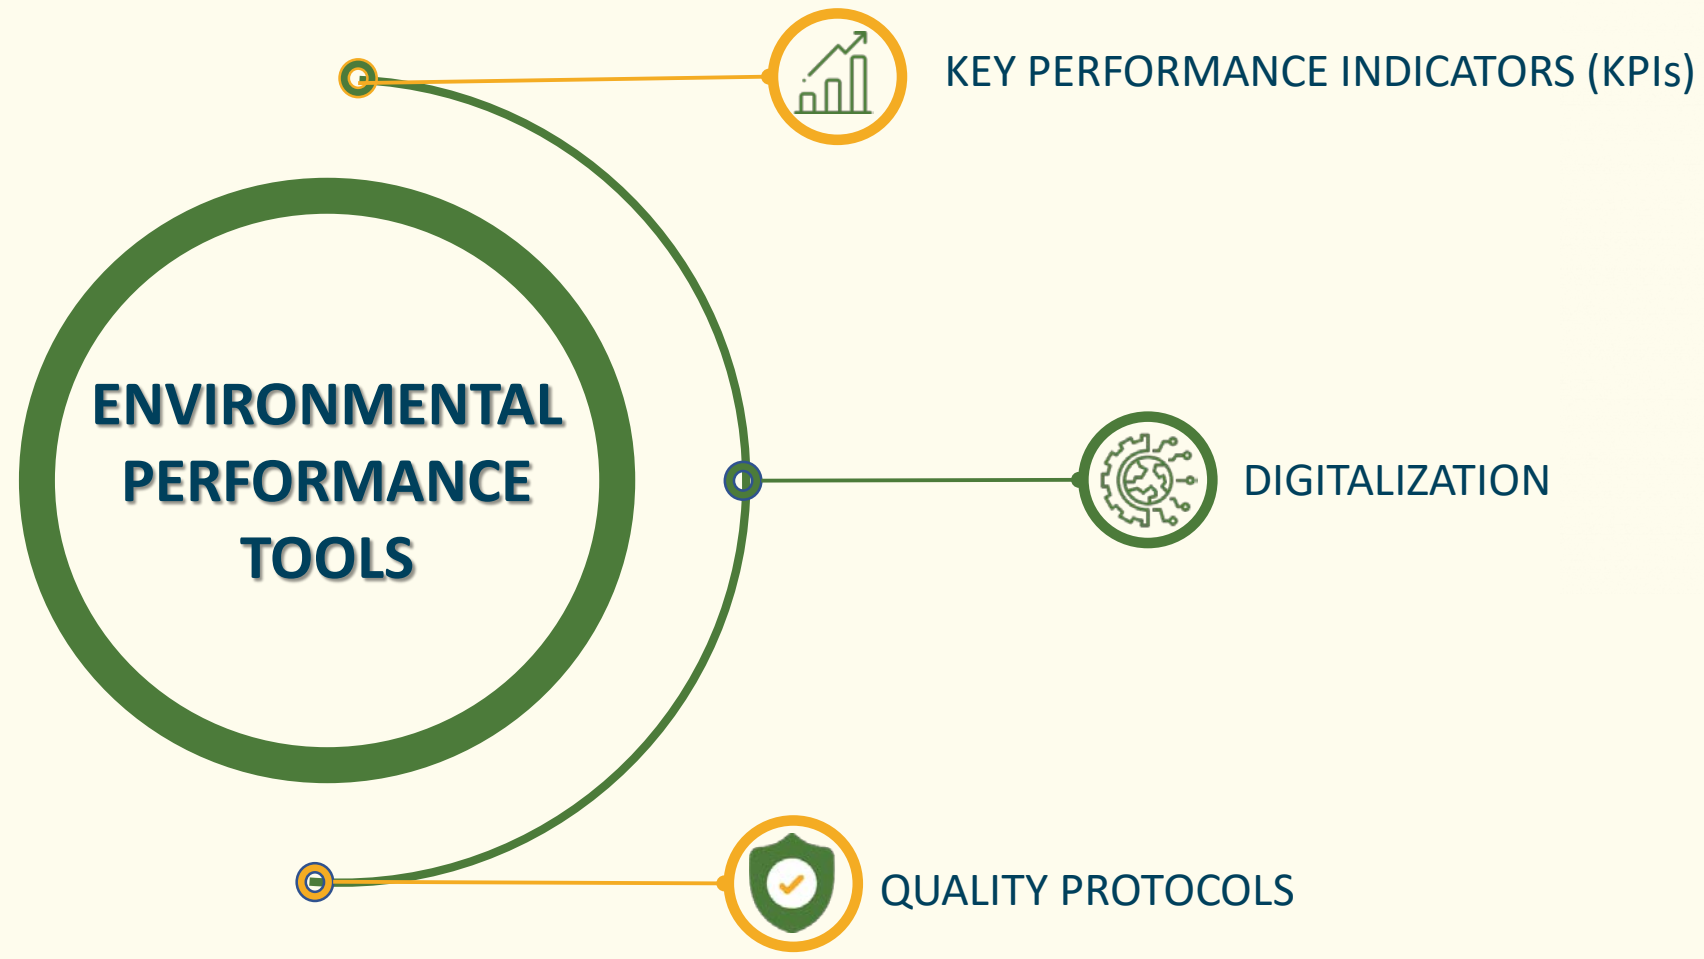 KEY PERFORMANCE INDICATORS (KPIs)
ENVIRONMENTAL
PERFORMANCE
TOOLS
DIGITALIZATION
QUALITY PROTOCOLS